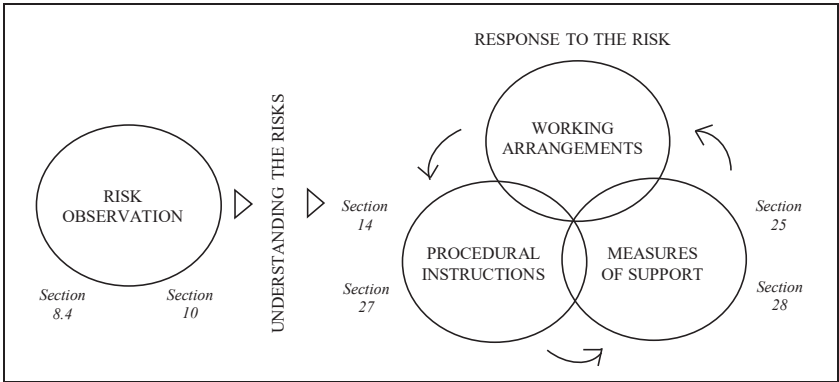 RESPONSE TO THE RISK
RISK
OBSERVATION
Section
8.4
Section
10
UNDERSTANDING THE RISKS
WORKING
ARRANGEMENTS
Section
14
Section
27
PROCEDURAL
INSTRUCTIONS
MEASURES
OF SUPPORT
Section
25
Section
28